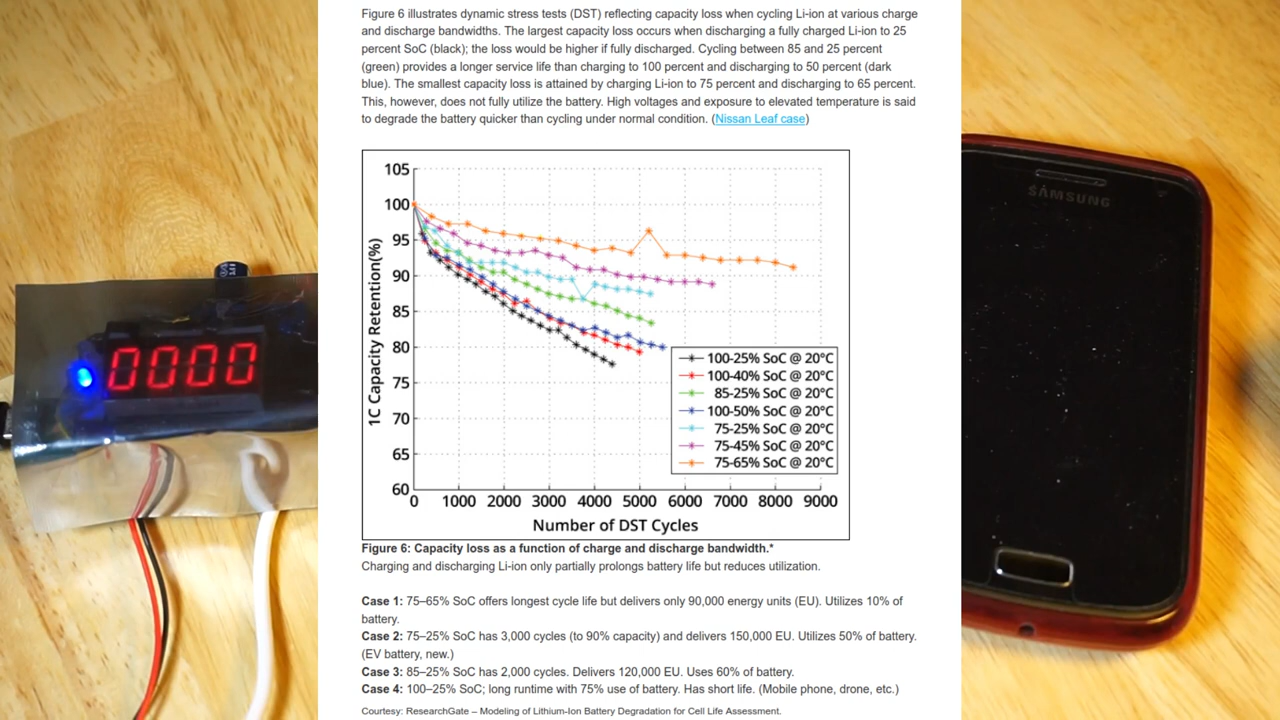 Figure 6 illustrates dynamic stress tests (DST) reflecting capacity loss when cycling Li-ion at various charge
and discharge bandwidths. The largest capacity loss occurs when discharging a fully charged Li-ion to 25
percent SoC (black); the loss would be higher if fully discharged. Cycling between 85 and 25 percent
(green) provides a longer service life than charging to 100 percent and discharging to 50 percent (dark
blue). The smallest capacity loss is attained by charging Li-ion to 75 percent and discharging to 65 percent.
This, however, does not fully utilize the battery. High voltages and exposure to elevated temperature is said
to degrade the battery quicker than cycling under normal condition. (Nissan Leaf case)
105
100
95
90
85
80
75
70
65
60
1C Capacity Retention(%)
100-25% SoC @ 20°C
100-40% SoC @ 20°C
85-25% SoC @ 20°C
100-50% SoC @ 20°C
75-25% SoC @ 20°C
75-45% SoC @ 20°C
75-65% SoC @ 20°C
0 1000 2000 3000 4000 5000 6000 7000 8000 9000
Number of DST Cycles
Figure 6: Capacity loss as a function of charge and discharge bandwidth.*
Charging and discharging Li-ion only partially prolongs battery life but reduces utilization.
Case 1: 75–65% SoC offers longest cycle life but delivers only 90,000 energy units (EU). Utilizes 10% of
battery.
Case 2: 75–25% SoC has 3,000 cycles (to 90% capacity) and delivers 150,000 EU. Utilizes 50% of battery.
(EV battery, new.)
Case 3: 85–25% SoC has 2,000 cycles. Delivers 120,000 EU. Uses 60% of battery.
Case 4: 100–25% SoC; long runtime with 75% use of battery. Has short life. (Mobile phone, drone, etc.)
Courtesy: ResearchGate – Modeling of Lithium-Ion Battery Degradation for Cell Life Assessment.
0000
SAMSUNG